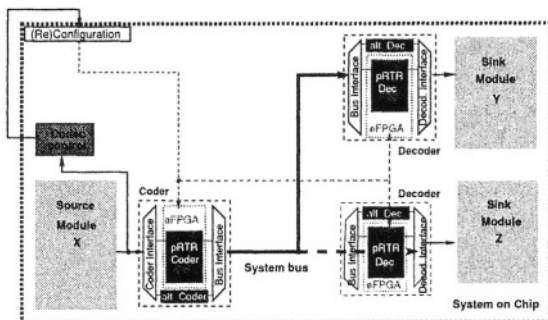 (Re)Configuration
Codec
control
Source
Module
X
Coder
Coder Interface
eFPGA
pRTR
Coder
alt. Coder
Bus Interface
System bus
Bus Interface
alt. Dec
pRTR
Dec
eFPGA
Decod. Interface
Decoder
Sink
Module
Y
Decoder
Bus Interface
alt. Dec
pRTR
Dec
eFPGA
Decod. Interface
Sink
Module
Z
System on Chip